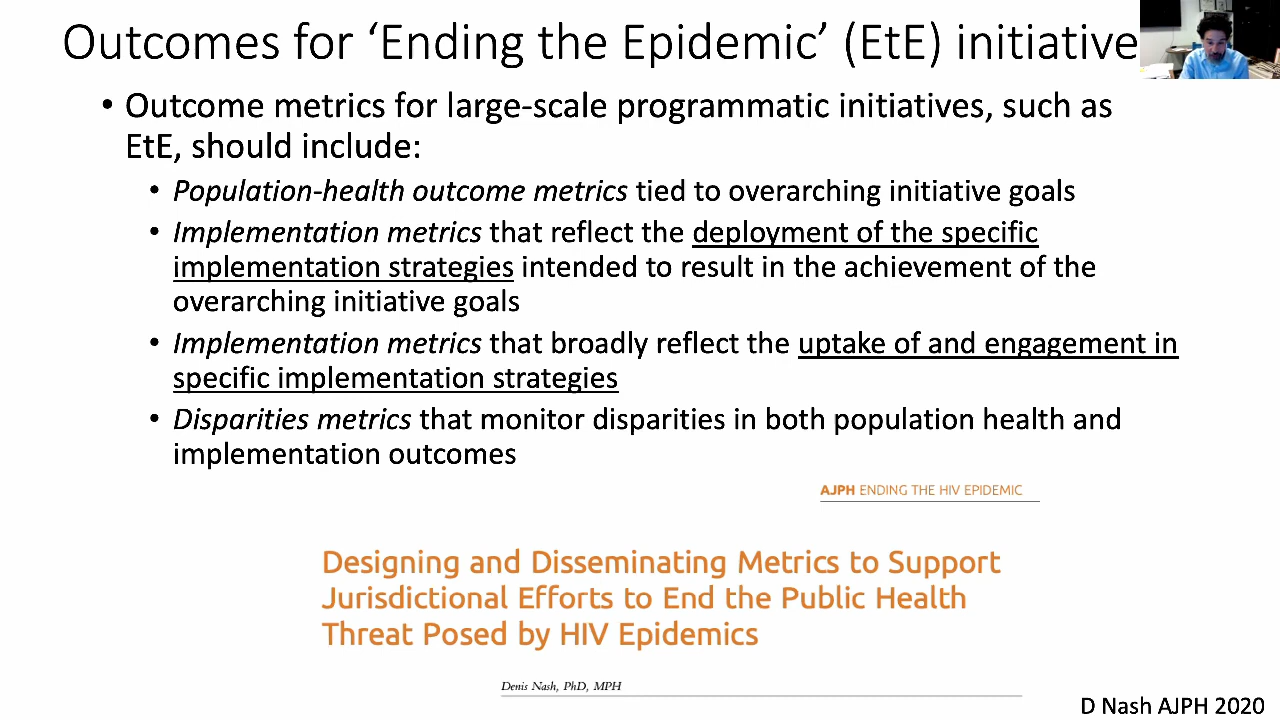 Outcomes for ‘Ending the Epidemic’ (EtE) initiative
• Outcome metrics for large-scale programmatic initiatives, such as
EtE, should include:
• Population-health outcome metrics tied to overarching initiative goals
• Implementation metrics that reflect the deployment of the specific
implementation strategies intended to result in the achievement of the
overarching initiative goals
• Implementation metrics that broadly reflect the uptake of and engagement in
specific implementation strategies
• Disparities metrics that monitor disparities in both population health and
implementation outcomes
AJPH ENDING THE HIV EPIDEMIC
Designing and Disseminating Metrics to Support
Jurisdictional Efforts to End the Public Health
Threat Posed by HIV Epidemics
Denis Nash, PhD, MPH
D Nash AJPH 2020